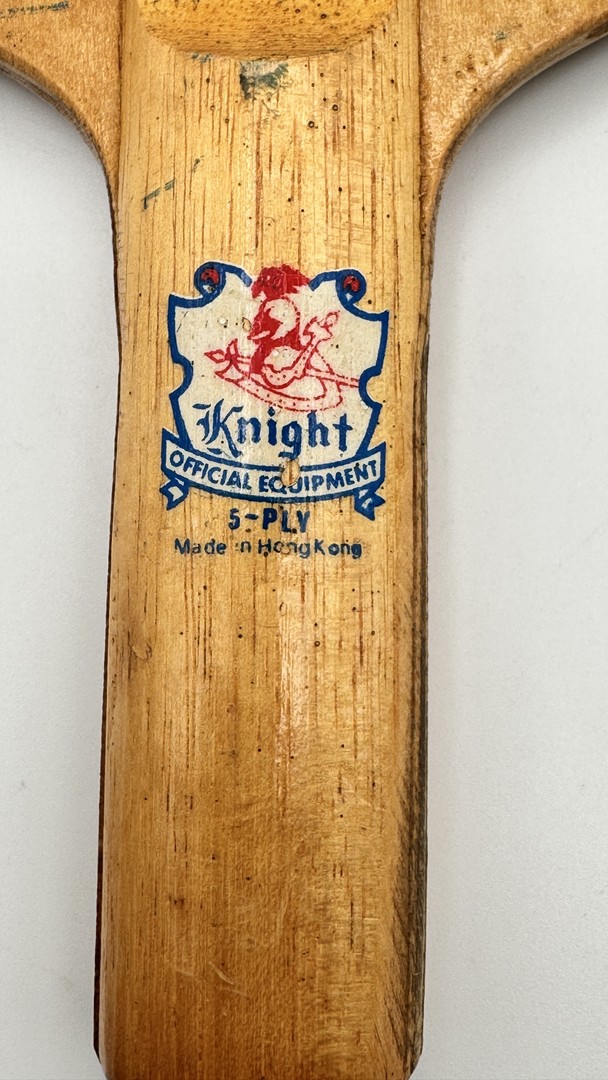 Knight
OFFICIAL EQUIPMENT
5-PLY
Made in Hong Kong